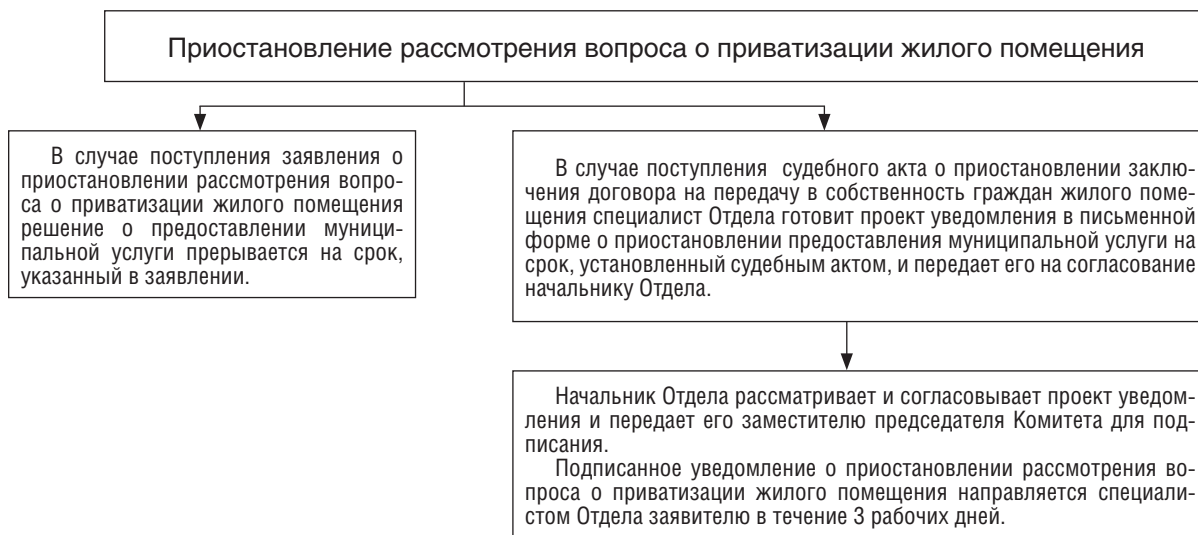 Приостановление рассмотрения вопроса о приватизации жилого помещения
В случае поступления заявления о
приостановлении рассмотрения вопро-
са о приватизации жилого помещения
решение о предоставлении муници-
пальной услуги прерывается на срок,
указанный в заявлении.
В случае поступления судебного акта о приостановлении заклю-
чения договора на передачу в собственность граждан жилого поме-
щения специалист Отдела готовит проект уведомления в письменной
форме о приостановлении предоставления муниципальной услуги на
срок, установленный судебным актом, и передает его на согласование
начальнику Отдела.
Начальник Отдела рассматривает и согласовывает проект уведом-
ления и передает его заместителю председателя Комитета для под-
писания.
Подписанное уведомление о приостановлении рассмотрения во-
проса о приватизации жилого помещения направляется специали-
стом Отдела заявителю в течение 3 рабочих дней.